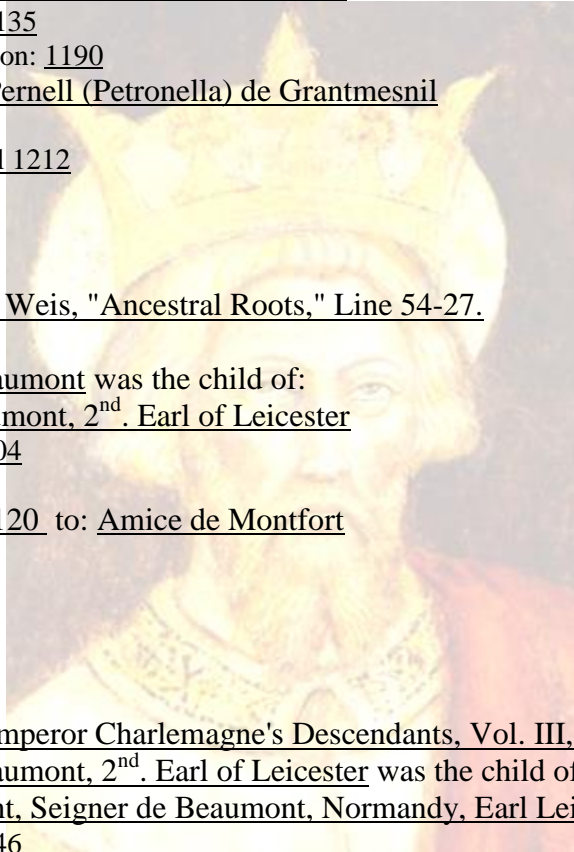 135
on: 1190
Pernell (Petronella) de Grantmesnil
1212
Weis, "Ancestral Roots," Line 54-27.
aumont was the child of:
mont, 2nd. Earl of Leicester
04
120 to: Amice de Montfort
mperor Charlemagne's Descendants, Vol. III,
aumont, 2nd. Earl of Leicester was the child of
nt, Seigner de Beaumont, Normandy, Earl Lei
46